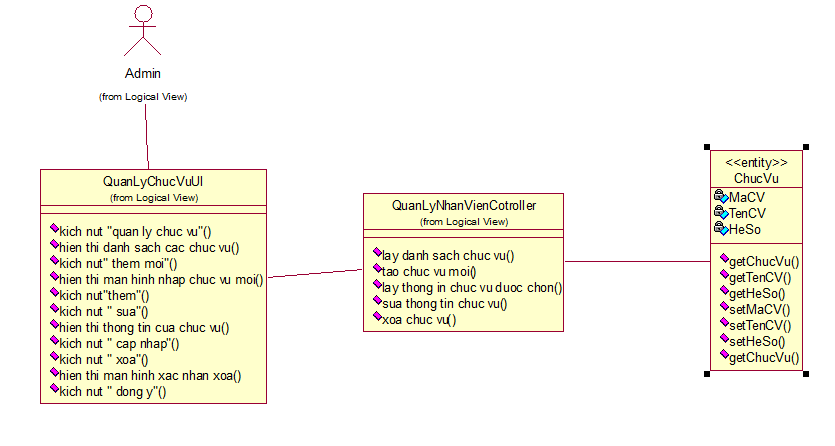 Admin
(from Logical View)
QuanLyChucVuUI
(from Logical View)
kich nut "quan ly chuc vu"()
hien thi danh sach cac chuc vu()
kich nut" them moi"()
hien thi man hinh nhap chuc vu moi()
kich nut"them"()
kich nut " sua"()
hien thi thong tin cua chuc vu()
kich nut " cap nhap"()
kich nut " xoa"()
hien thi man hinh xac nhan xoa()
kich nut " dong y"()
QuanLyNhanVienCotroller
(from Logical View)
lay danh sach chuc vu()
tao chuc vu moi()
lay thong in chuc vu duoc chon()
sua thong tin chuc vu()
xoa chuc vu()
<<entity>>
ChucVu
MaCV
TenCV
HeSo
getChucVu()
getTenCV()
getHeSo()
setMaCV()
setTenCV()
setHeSo()
getChucVu()